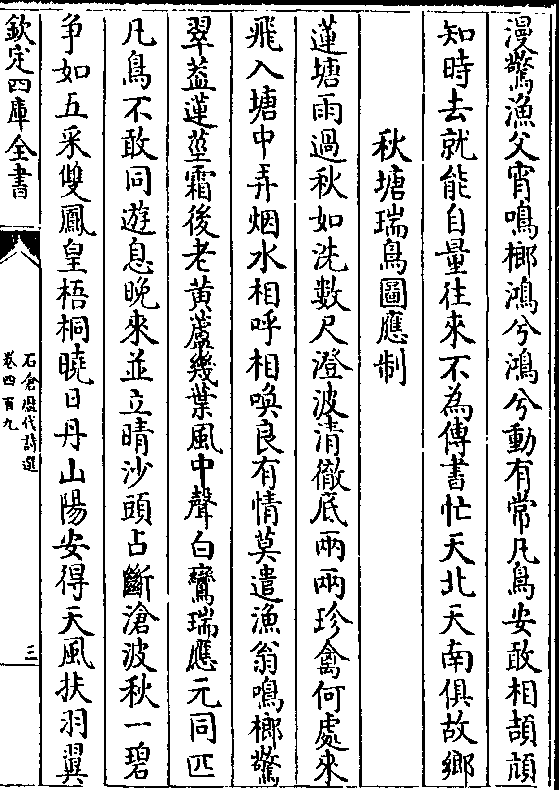 漫驚漁父宵鳴榔鴻兮鴻兮動有常凡鳥安敢相頡頏
知時去就能自量往來不為傳書忙天北天南俱故鄉
秋塘瑞鳥圖應制
蓮塘雨過秋如洗數尺澄波清徹底兩兩珍禽何處來
飛入塘中弄烟水相呼相喚良有情莫遣漁翁鳴榔驚
翠葢蓮莖霜後老黃蘆幾葉風中聲白鸞瑞應元同匹
凡鳥不敢同遊息晚來並立晴沙頭占斷滄波秋一碧
爭如五采雙鳳皇梧桐曉日丹山陽安得天風扶羽翼
欽定四庫全書
石倉歷代詩選
卷四百九
三